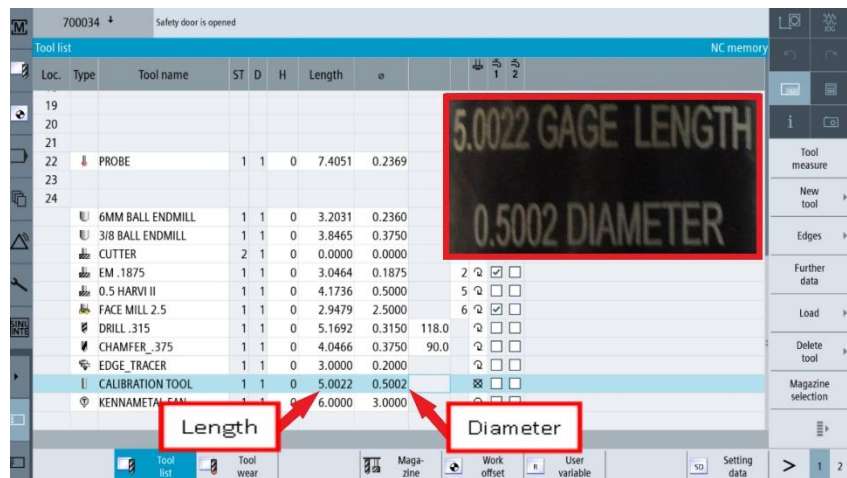 M
700034
Safety door is opened
JOG
Tool list NC memory
Loc. Type Tool name ST D H Length ⌀ 1 2
19
20
21
22 PROBE 1 1 0 7.4051 0.2369
23
24
6MM BALL ENDMILL 1 1 0 3.2031 0.2360
3/8 BALL ENDMILL 1 1 0 3.8465 0.3750
CUTTER 2 1 0 0.0000 0.0000
EM .1875 1 1 0 3.0464 0.1875 2
0.5 HARVI II 1 1 0 4.1736 0.5000 5
FACE MILL 2.5 1 1 0 2.9479 2.5000 6
DRILL .315 1 1 0 5.1692 0.3150 118.0
CHAMFER_.375 1 1 0 4.0466 0.3750 90.0
EDGE_TRACER 1 1 0 3.0000 0.2000
CALIBRATION TOOL 1 1 0 5.0022 0.5002
KENNAMETAL FAN 1 1 0 6.0000 3.0000
5.0022 GAGE LENGTH
0.5002 DIAMETER
Length
Diameter
Tool
measure
New
tool
Edges
Further
data
Load
Delete
tool
Magazine
selection
Tool
list
Tool
wear
Maga-
zine
Work
offset
R
User
variable
SD
Setting
data
> 1 2